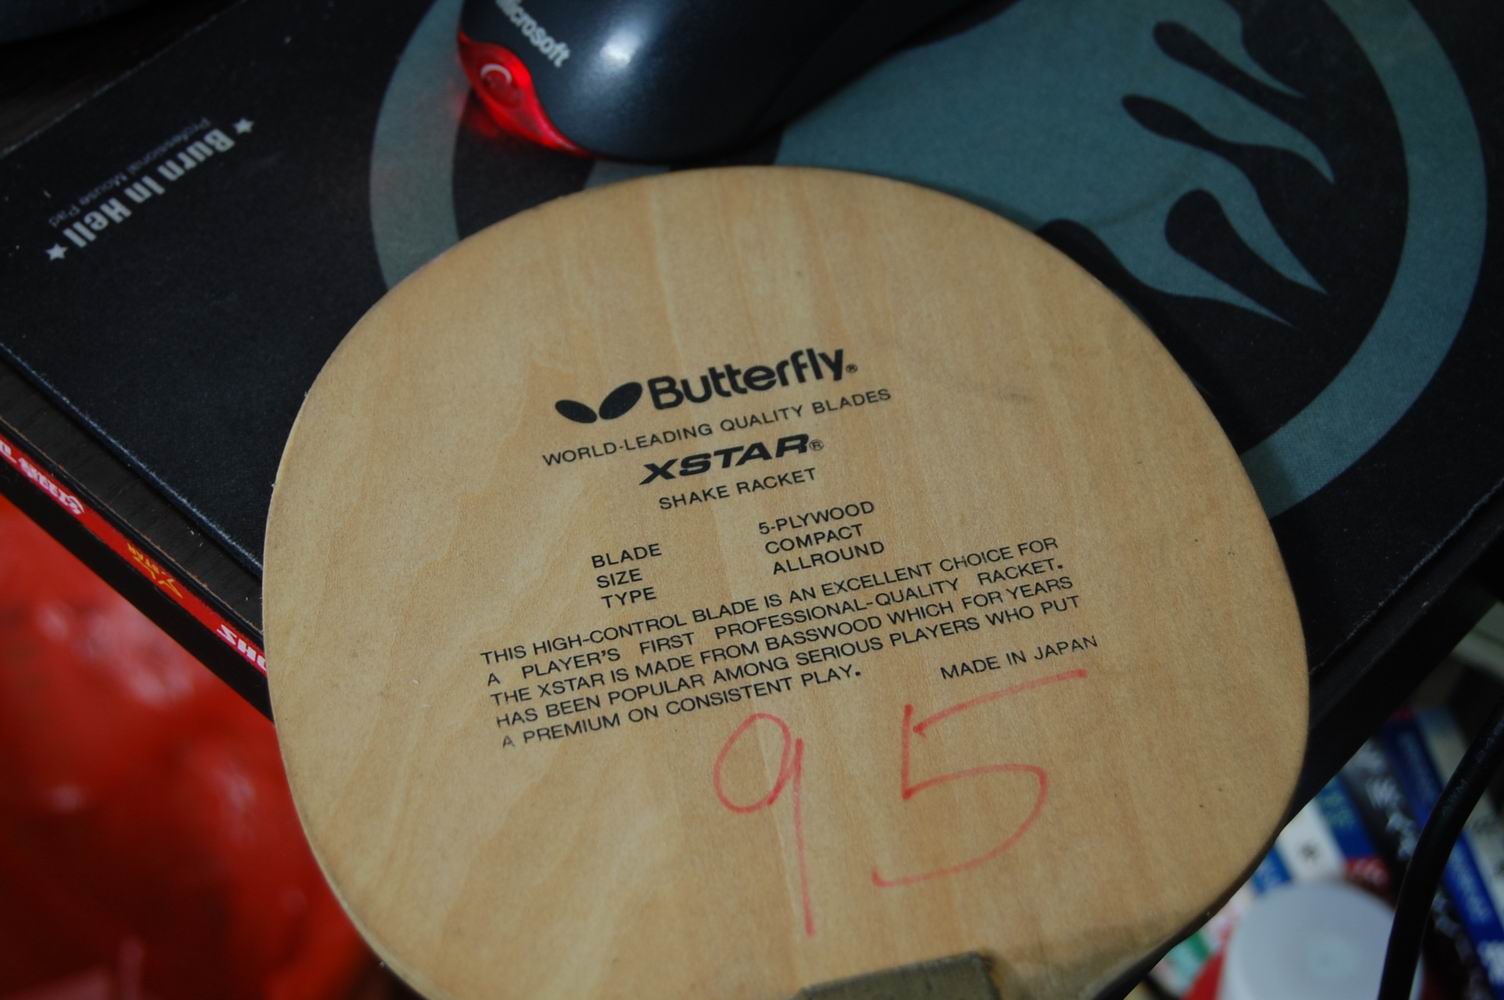 Microsoft
Burn In Hell
Professional Mouse Pad
Butterfly®
WORLD-LEADING QUALITY BLADES
XSTAR®
SHAKE RACKET
BLADE 5-PLYWOOD
SIZE COMPACT
TYPE ALLROUND
THIS HIGH-CONTROL BLADE IS AN EXCELLENT CHOICE FOR
A PLAYER'S FIRST PROFESSIONAL-QUALITY RACKET.
THE XSTAR IS MADE FROM BASSWOOD WHICH FOR YEARS
HAS BEEN POPULAR AMONG SERIOUS PLAYERS WHO PUT
A PREMIUM ON CONSISTENT PLAY.
MADE IN JAPAN
95